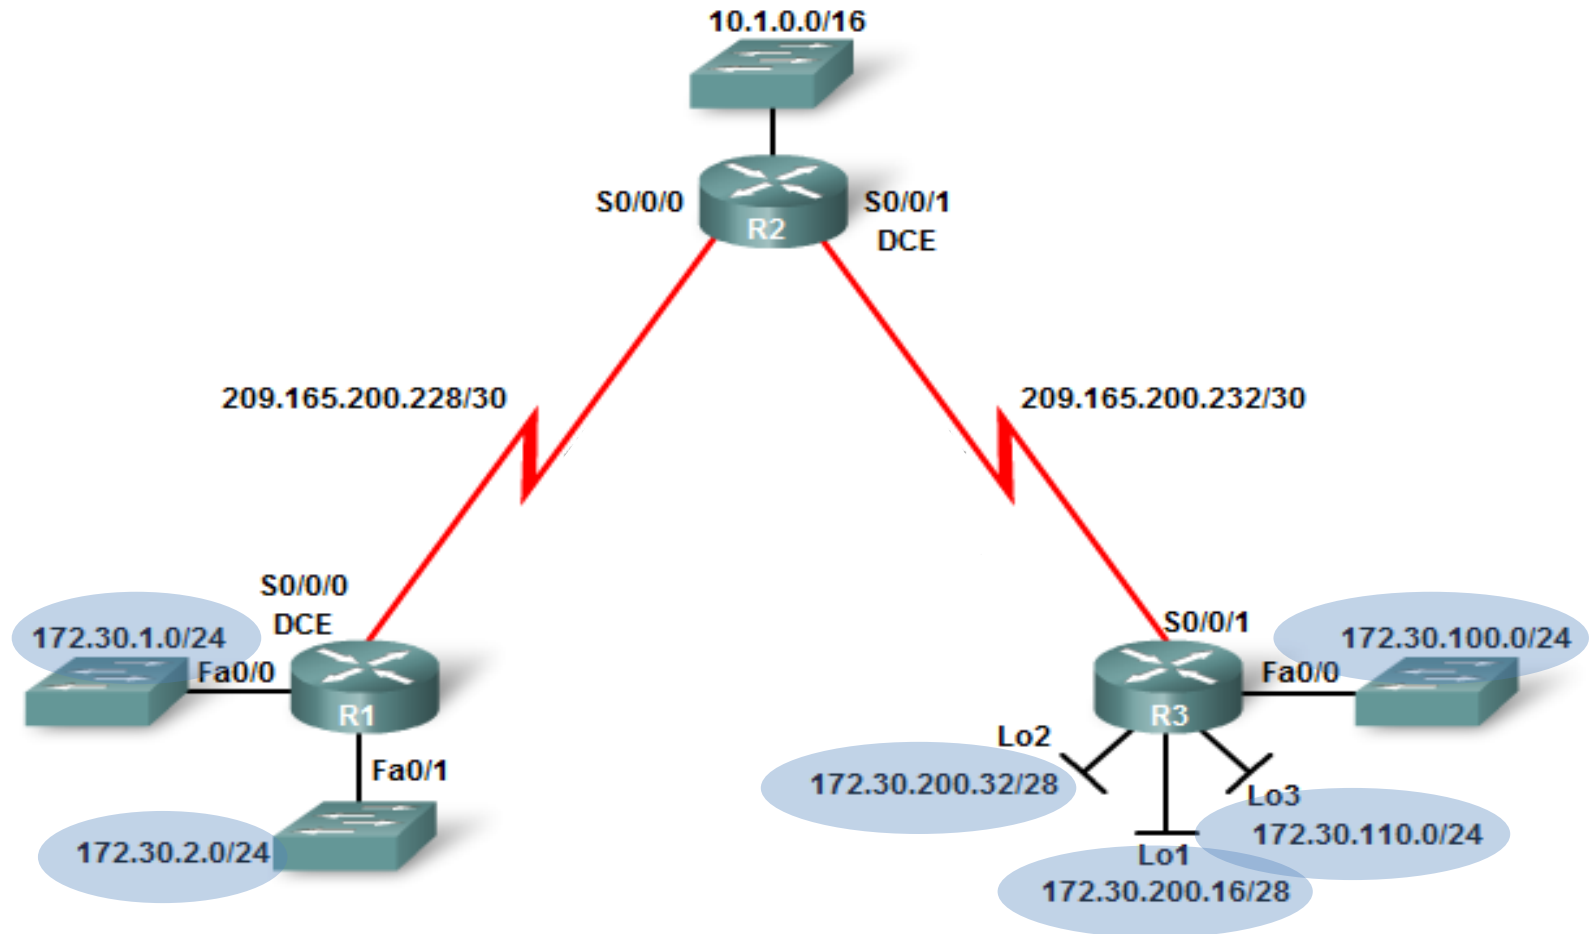 10.1.0.0/16
S0/0/0
R2
S0/0/1
DCE
209.165.200.228/30
209.165.200.232/30
S0/0/0
DCE
172.30.1.0/24
Fa0/0
R1
Fa0/1
172.30.2.0/24
S0/0/1
172.30.100.0/24
Fa0/0
R3
Lo2
172.30.200.32/28
Lo3
172.30.110.0/24
Lo1
172.30.200.16/28